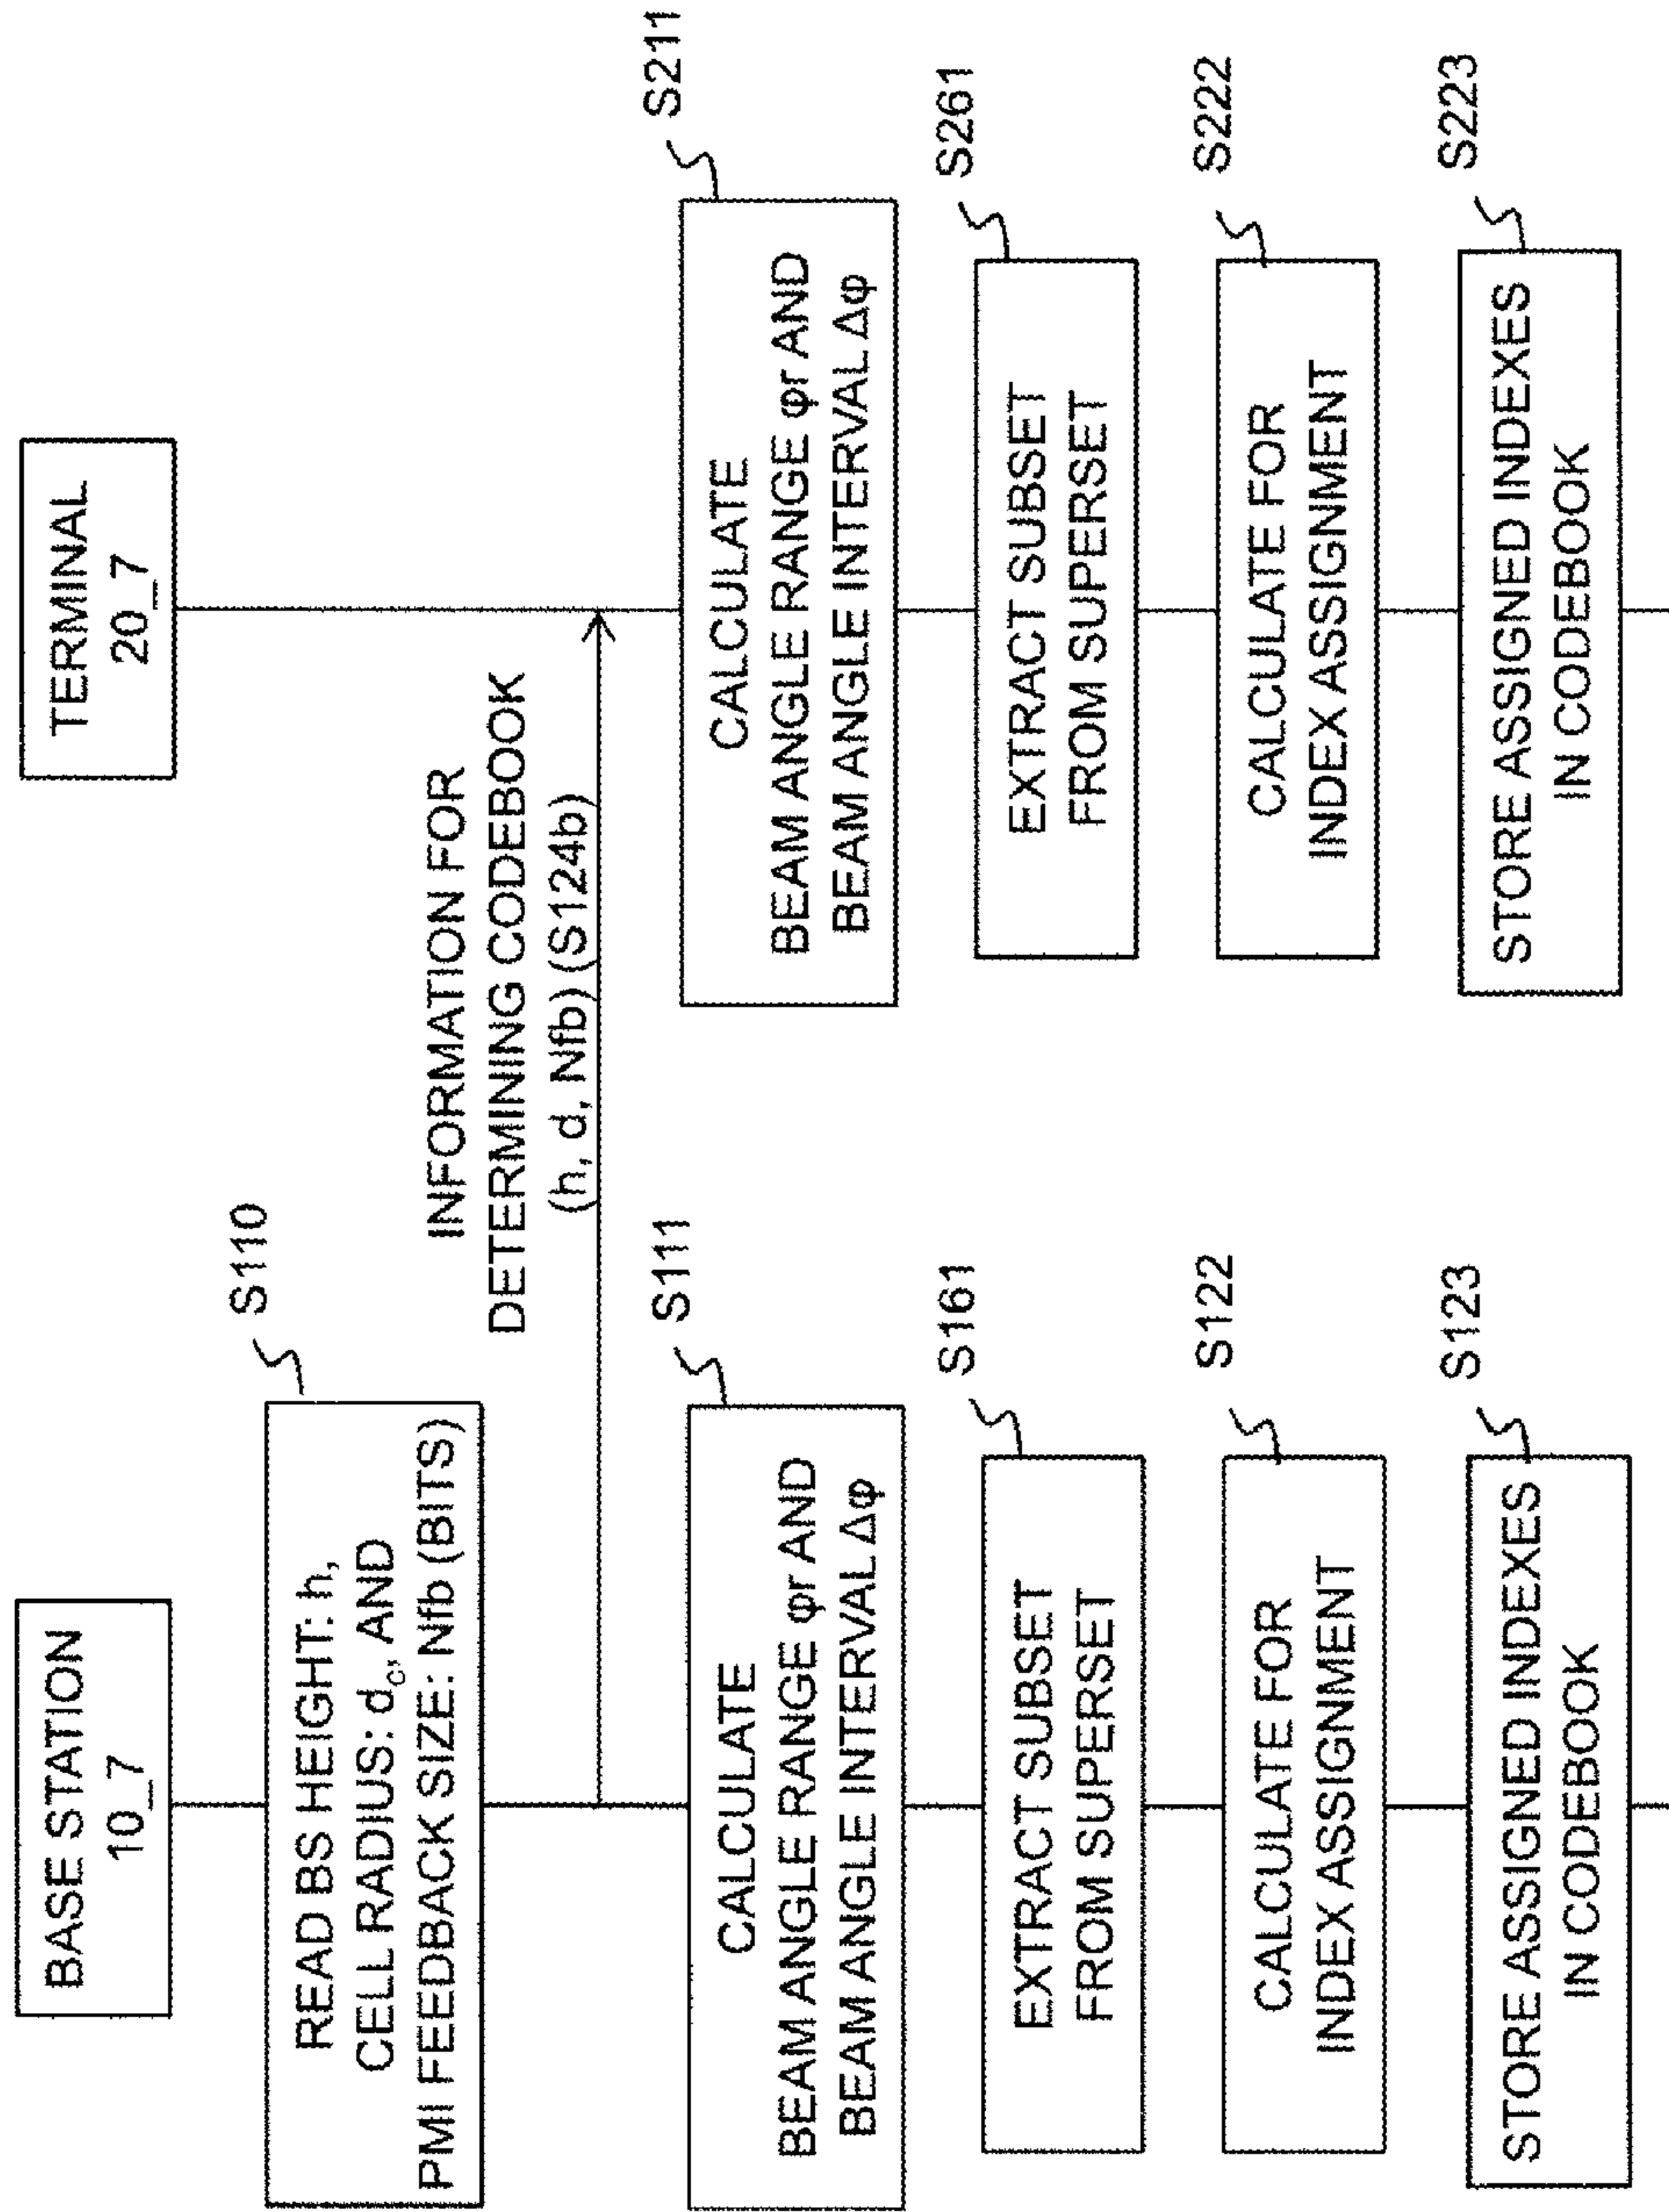 BASE STATION
10_7
TERMINAL
20_7
S110
READ BS HEIGHT: h,
CELL RADIUS: dc, AND
PMI FEEDBACK SIZE: Nfb (BITS)
INFORMATION FOR
DETERMINING CODEBOOK
(h, d, Nfb) (S124b)
S111
CALCULATE
BEAM ANGLE RANGE φr AND
BEAM ANGLE INTERVAL Δφ
S211
CALCULATE
BEAM ANGLE RANGE φr AND
BEAM ANGLE INTERVAL Δφ
S161
EXTRACT SUBSET
FROM SUPERSET
S261
EXTRACT SUBSET
FROM SUPERSET
S122
CALCULATE FOR
INDEX ASSIGNMENT
S222
CALCULATE FOR
INDEX ASSIGNMENT
S123
STORE ASSIGNED INDEXES
IN CODEBOOK
S223
STORE ASSIGNED INDEXES
IN CODEBOOK